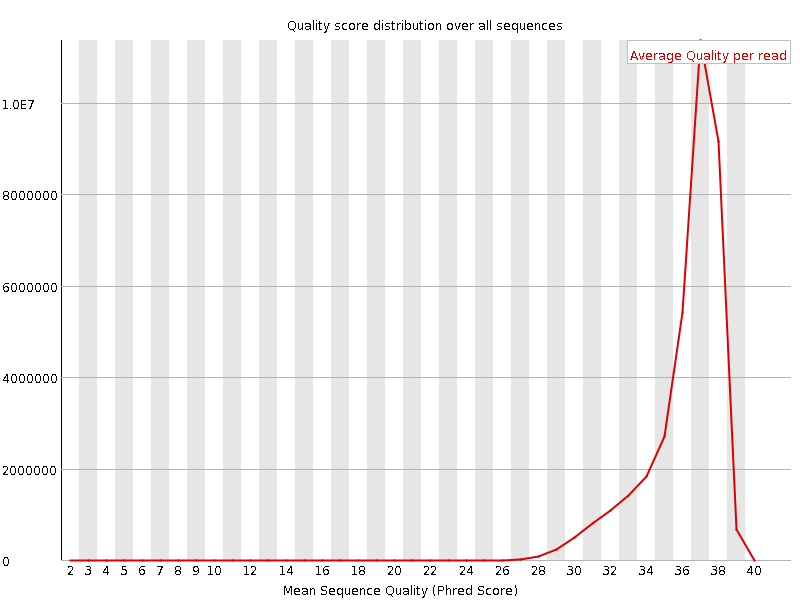 Quality score distribution over all sequences
Average Quality per read
1.0E7
8000000
6000000
4000000
2000000
0
2 3 4 5 6 7 8 9 10 12 14 16 18 20 22 24 26 28 30 32 34 36 38 40
Mean Sequence Quality (Phred Score)